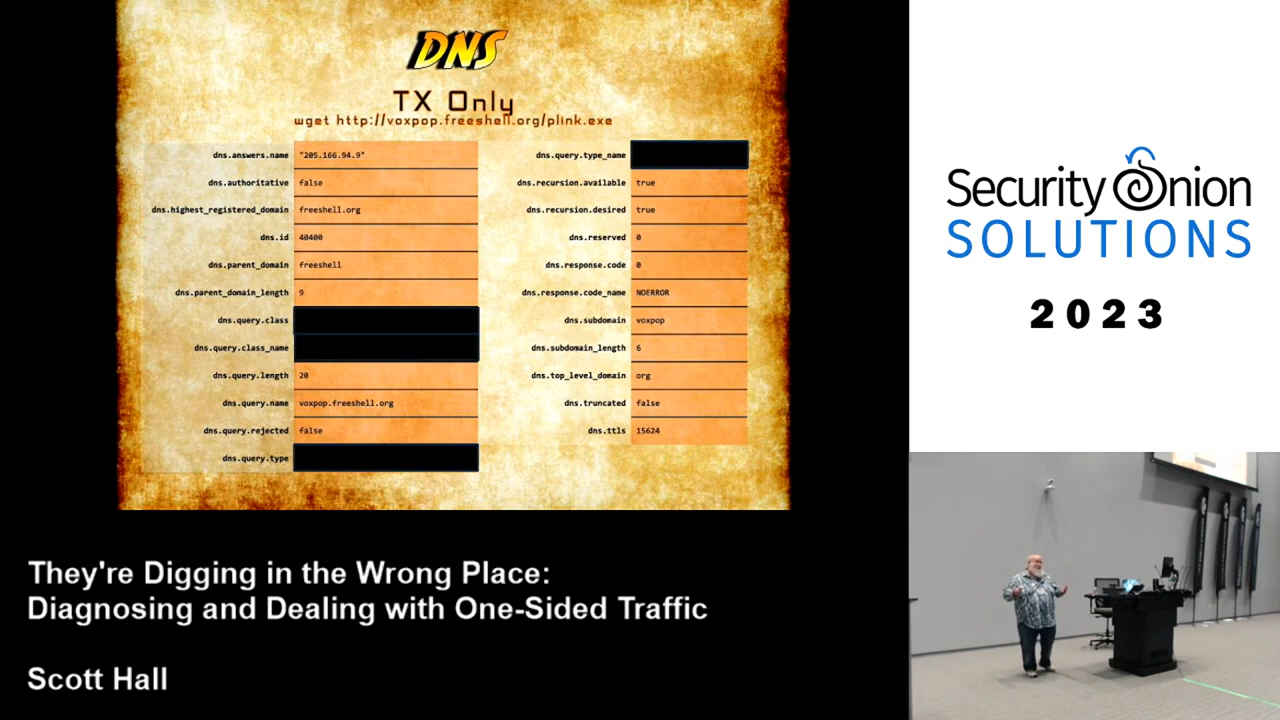 DNS
TX Only
wget http://voxpop.freeshell.org/plink.exe
dns.answers.name "205.166.94.9"
dns.authoritative false
dns.highest_registered_domain freeshell.org
dns.id 40400
dns.parent_domain freeshell
dns.parent_domain_length 9
dns.query.class
dns.query.class_name
dns.query.length 20
dns.query.name voxpop.freeshell.org
dns.query.rejected false
dns.query.type
dns.query.type_name
dns.recursion.available true
dns.recursion.desired true
dns.reserved 0
dns.response.code 0
dns.response.code_name NOERROR
dns.subdomain voxpop
dns.subdomain_length 6
dns.top_level_domain org
dns.truncated false
dns.ttls 15624
Security Onion
SOLUTIONS
2023
They're Digging in the Wrong Place:
Diagnosing and Dealing with One-Sided Traffic
Scott Hall